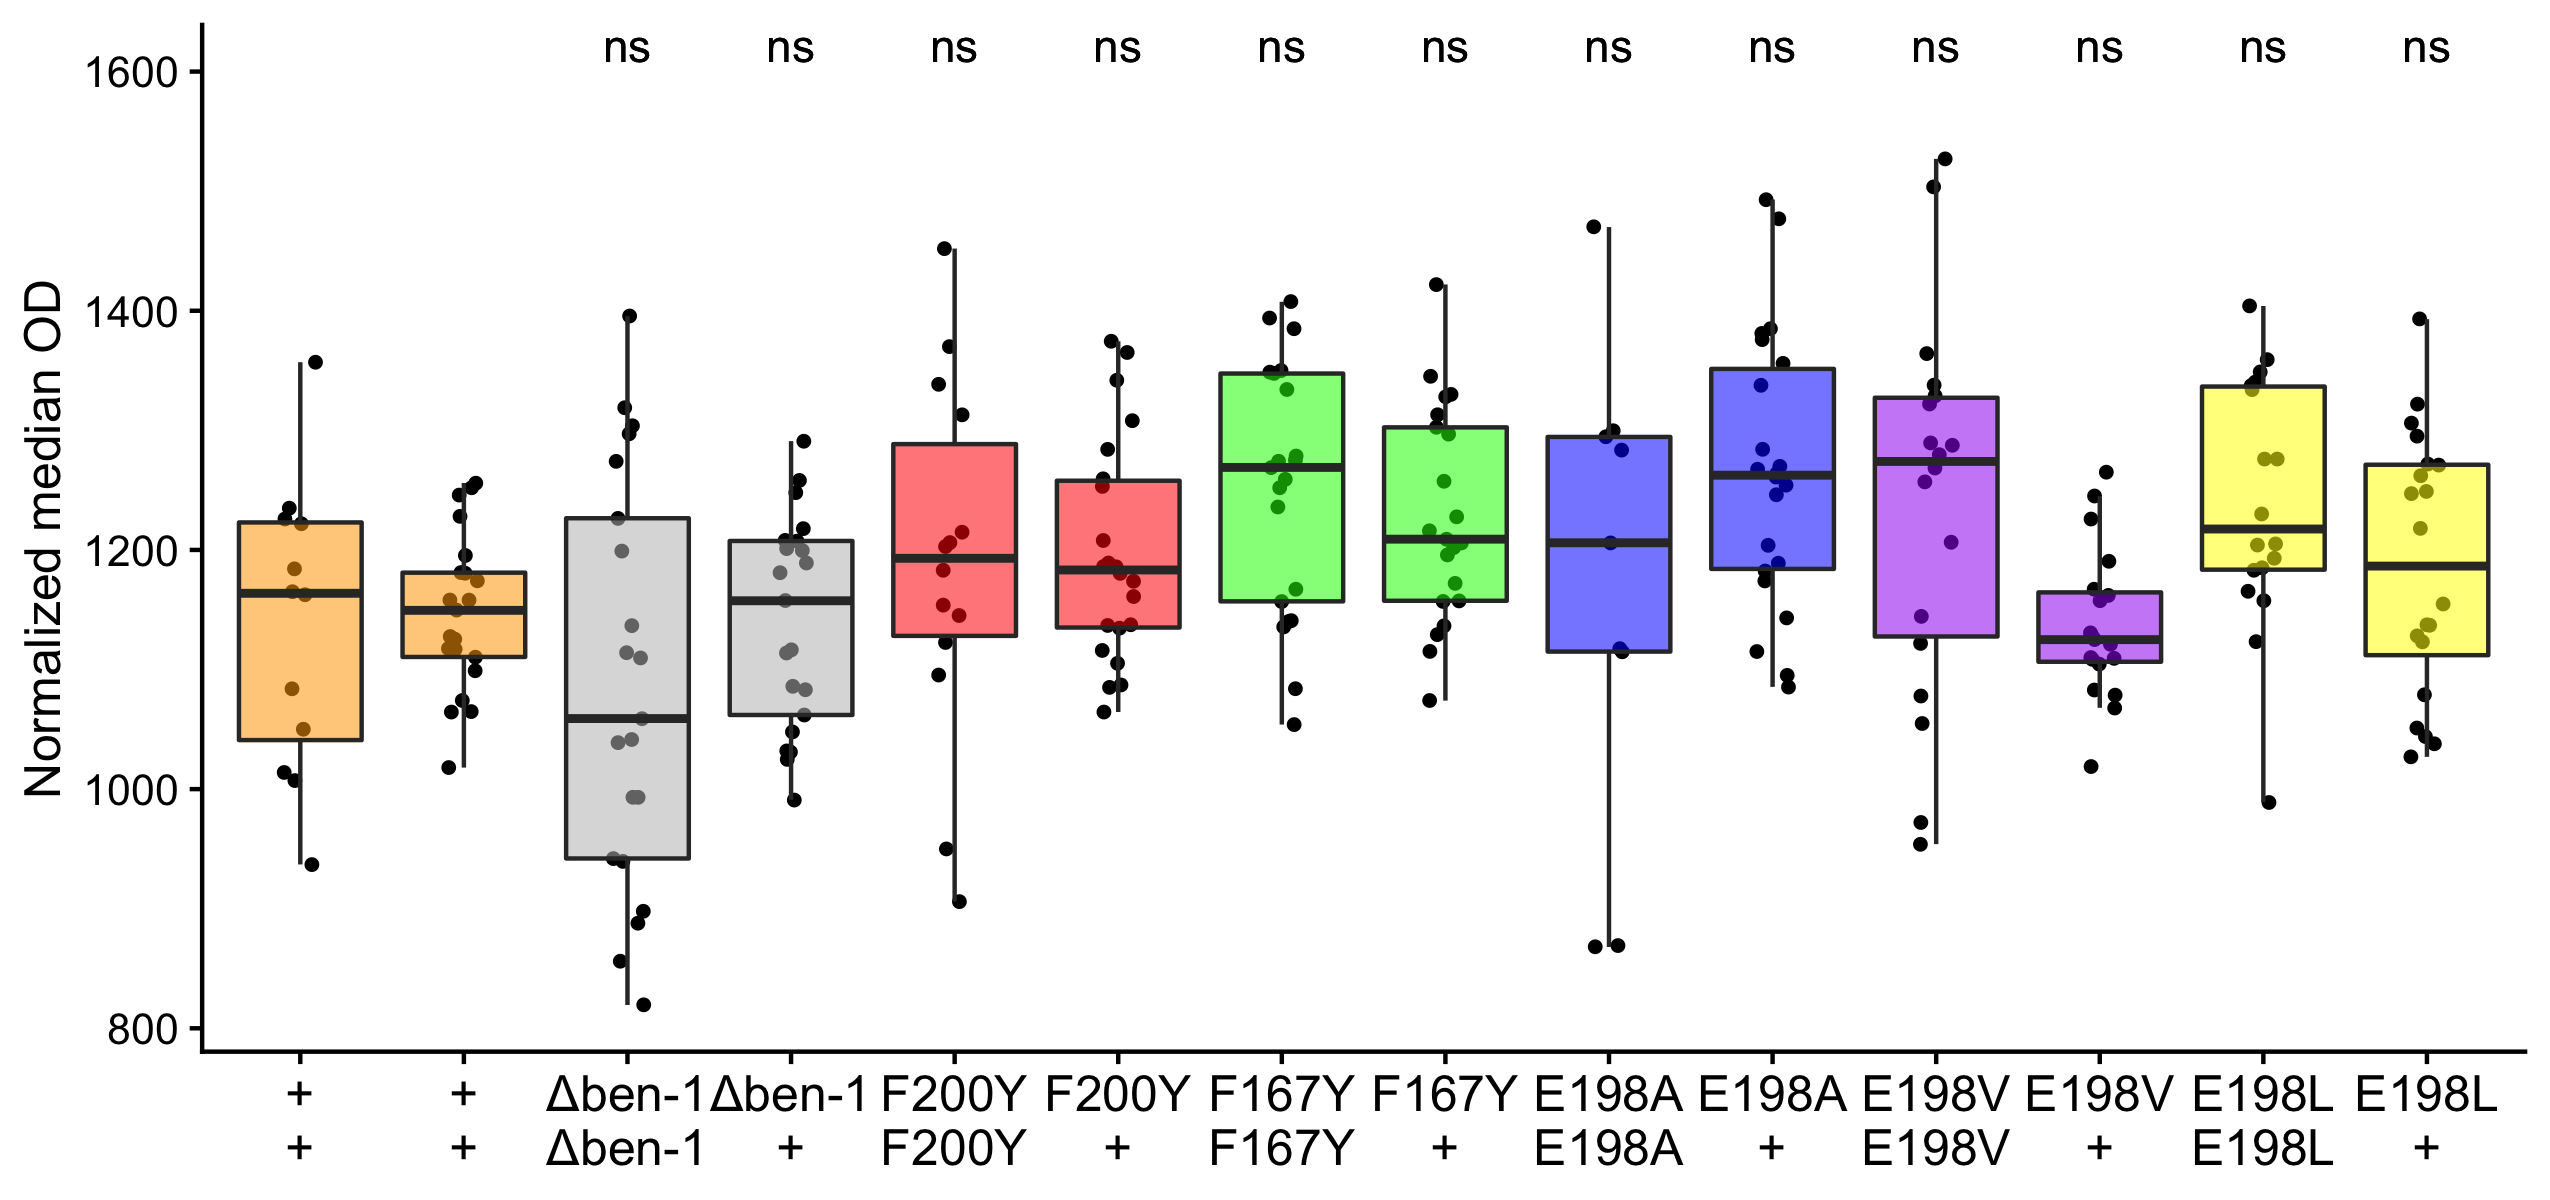 ns ns ns ns ns ns ns ns ns ns ns ns
Normalized median OD
1600
1400
1200
1000
800
+ + Δben-1 Δben-1 F200Y F200Y F167Y F167Y E198A E198A E198V E198V E198L E198L
+ + Δben-1 + F200Y + F167Y + E198A + E198V + E198L +